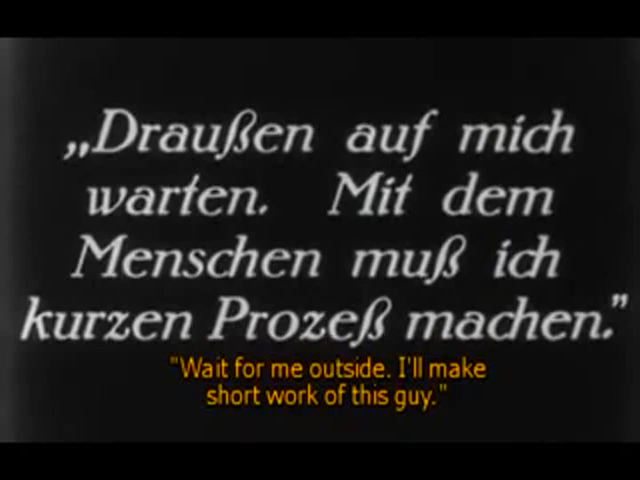 „Draußen auf mich
warten. Mit dem
Menschen muß ich
kurzen Prozeß machen.”
"Wait for me outside. I'll make
short work of this guy."